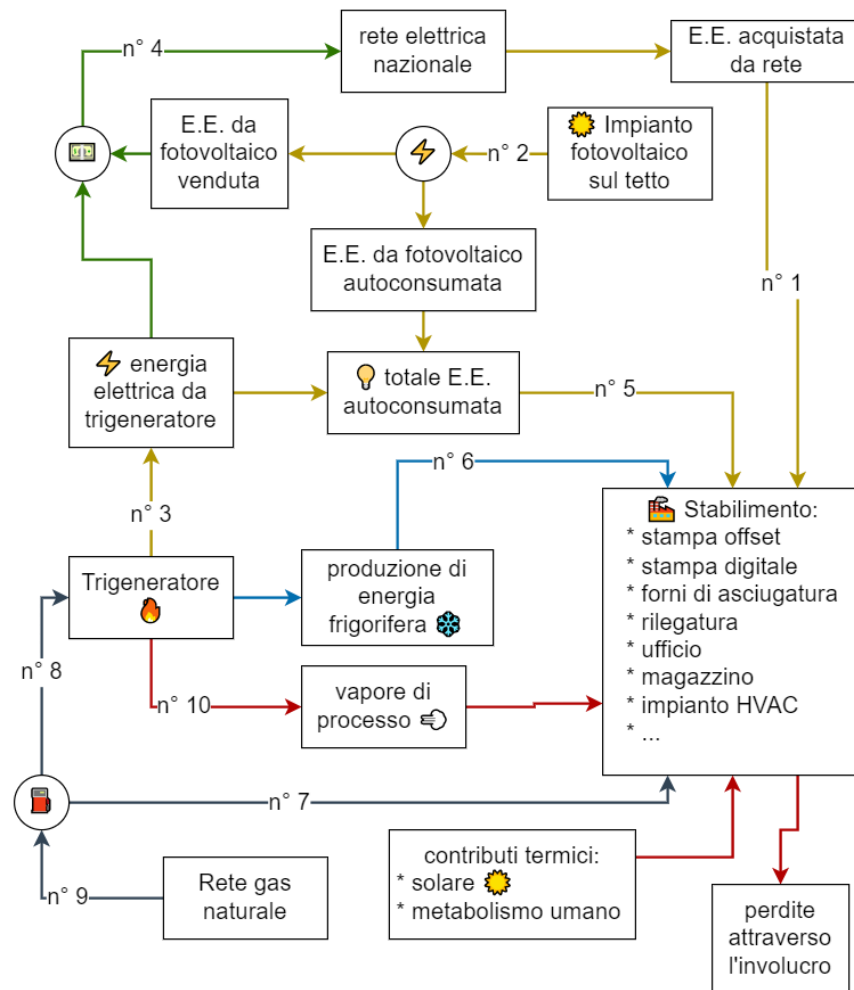 n° 4
rete elettrica
nazionale
E.E. acquistata
da rete
E.E. da
fotovoltaico
venduta
n° 2
Impianto
fotovoltaico
sul tetto
E.E. da fotovoltaico
autoconsumata
n° 1
energia
elettrica da
trigeneratore
totale E.E.
autoconsumata
n° 5
n° 6
n° 3
Stabilimento:
* stampa offset
* stampa digitale
* forni di asciugatura
* rilegatura
* ufficio
* magazzino
* impianto HVAC
* ...
Trigeneratore
produzione di
energia
frigorifera
n° 8
n° 10
vapore di
processo
n° 7
contributi termici:
* solare
* metabolismo umano
n° 9
Rete gas
naturale
perdite
attraverso
l'involucro